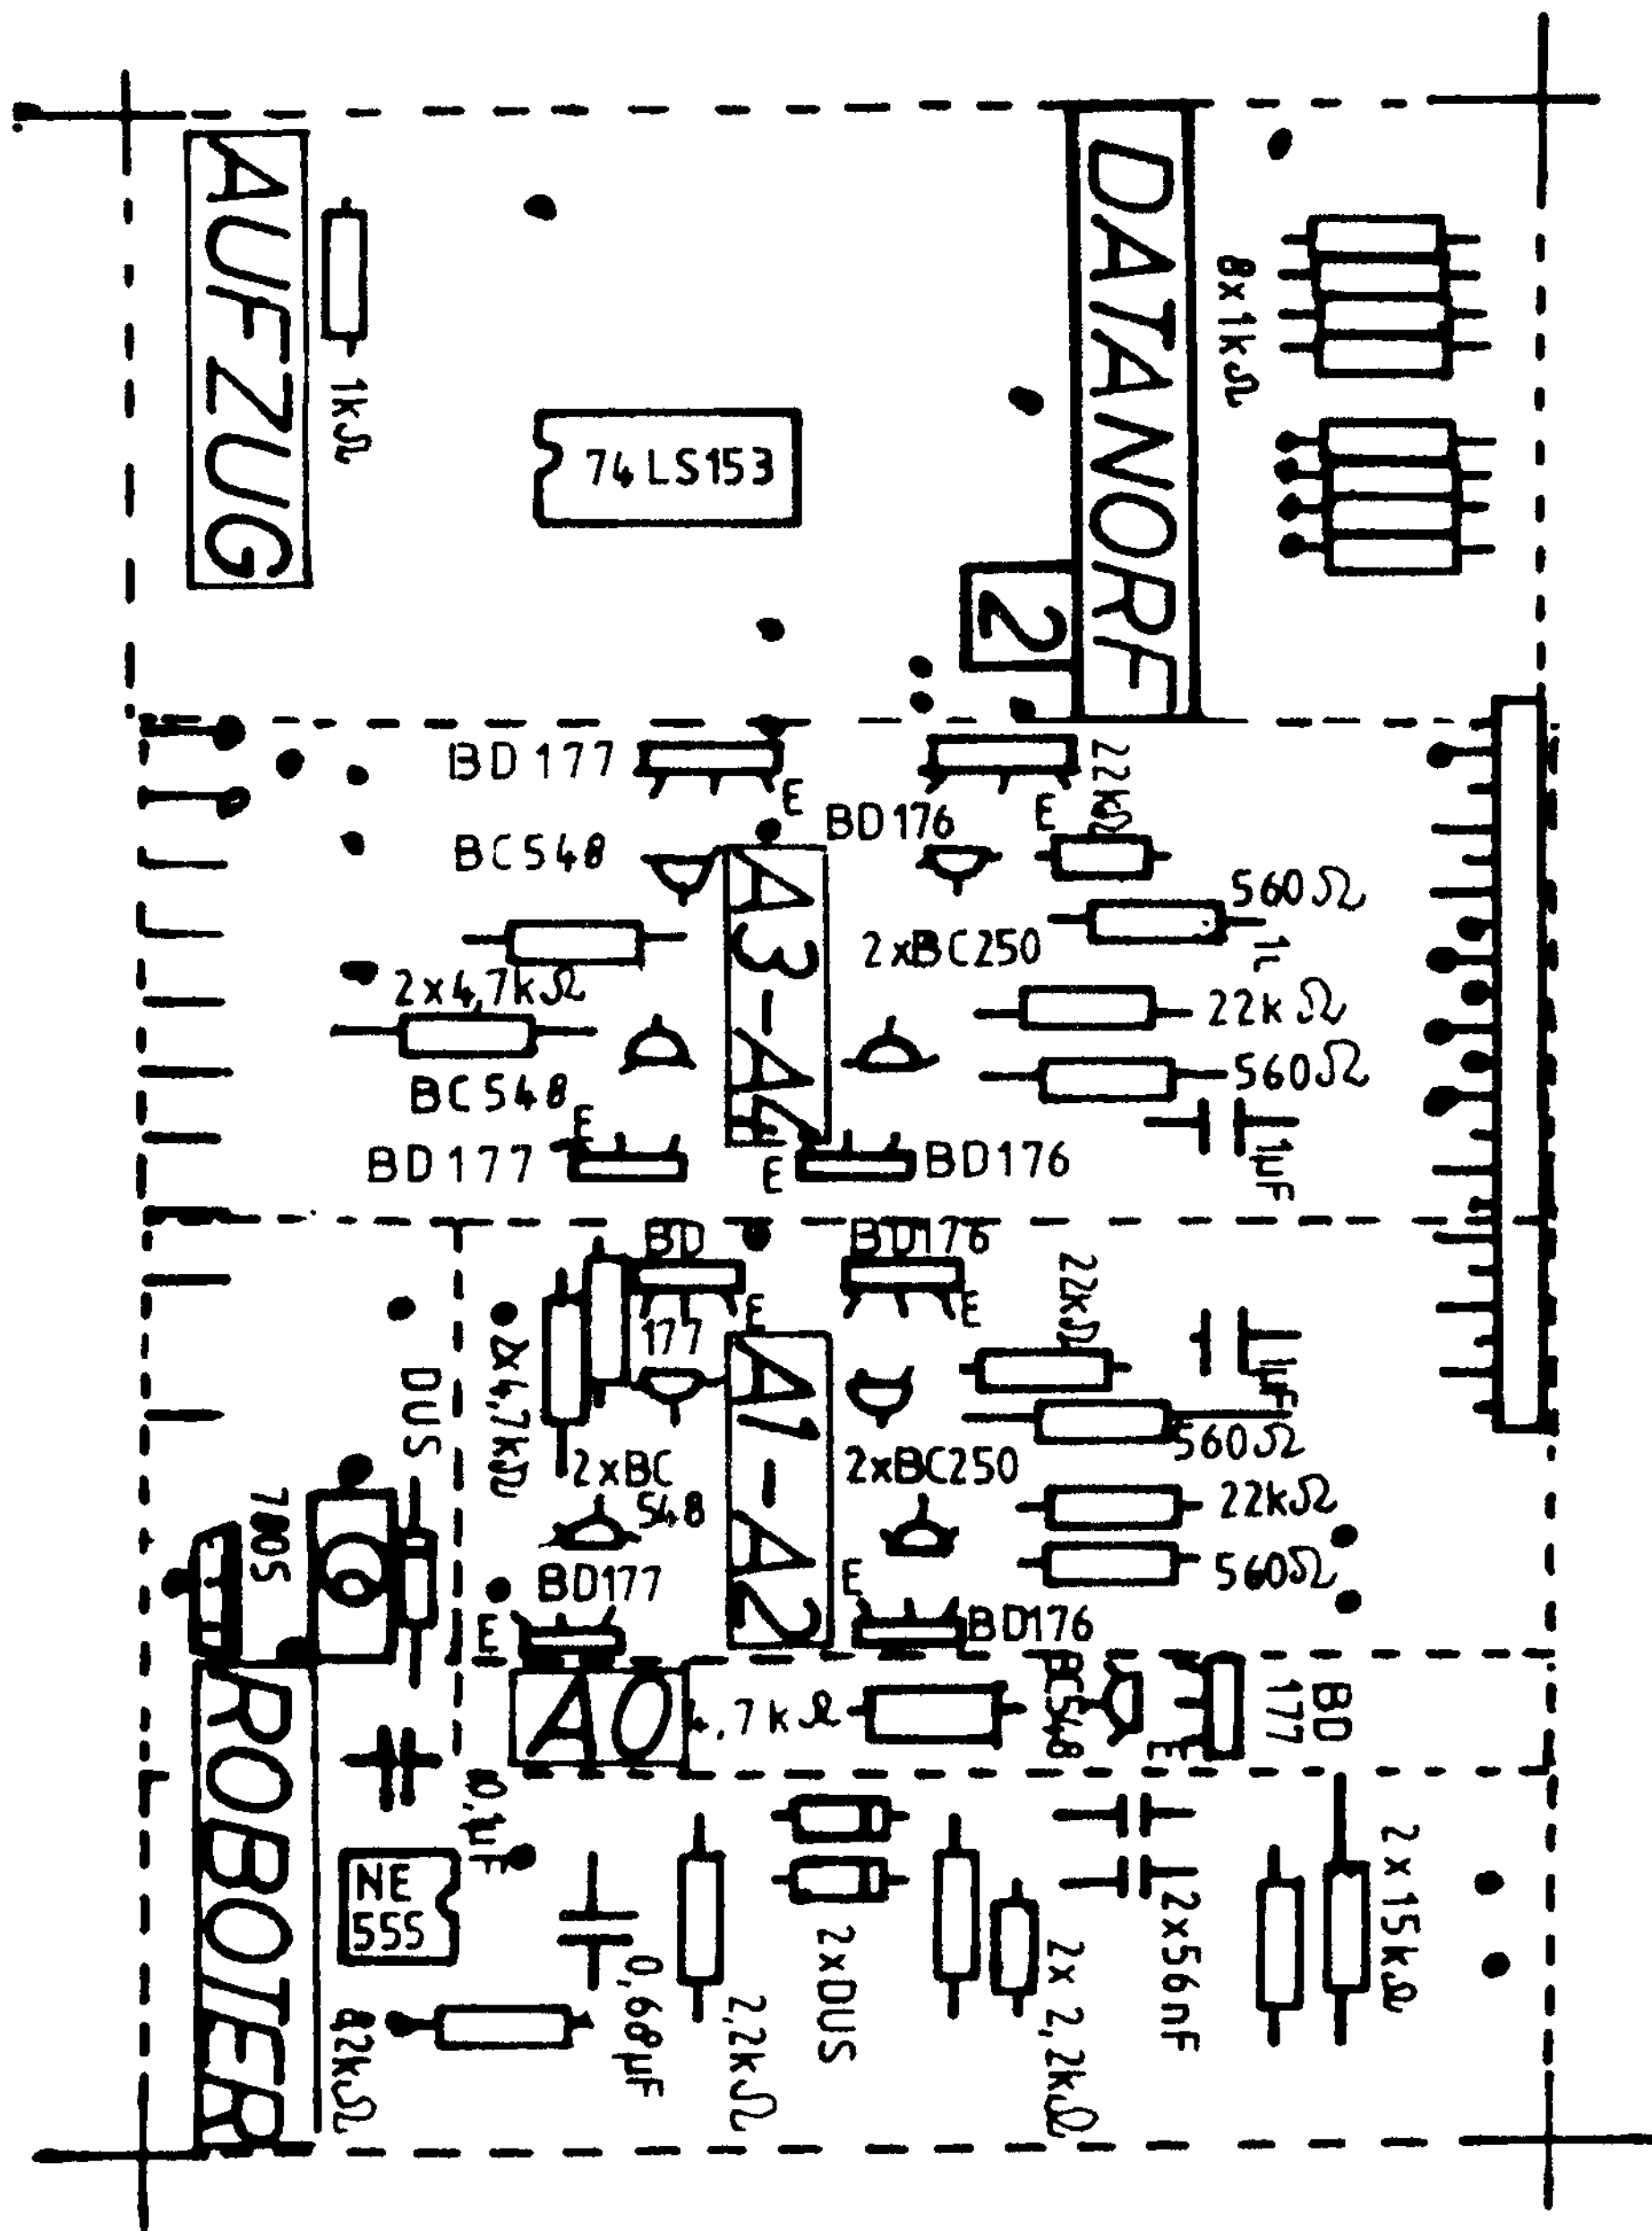 AUFZUG
1kΩ
74LS153
DATANORF
2
8x1kΩ
BD177
E
BD176
E
22kΩ
BC548
560Ω
2x4,7kΩ
A3-A4
2xBC250
22kΩ
BC548
560Ω
E
BD177
E
BD176
1µF
BD
177
E
BD176
E
22kΩ
1µF
DUS
2x4,7kΩ
A1-A2
560Ω
2xBC
548
2xBC250
22kΩ
7805
BD177
E
E
560Ω
BD176
A0
,7kΩ
BC548
E
BD
177
ROBOTER
0,1µF
NE
555
82kΩ
0,68µF
2,2kΩ
2xDUS
2x2,2kΩ
2x56nF
2x15kΩ